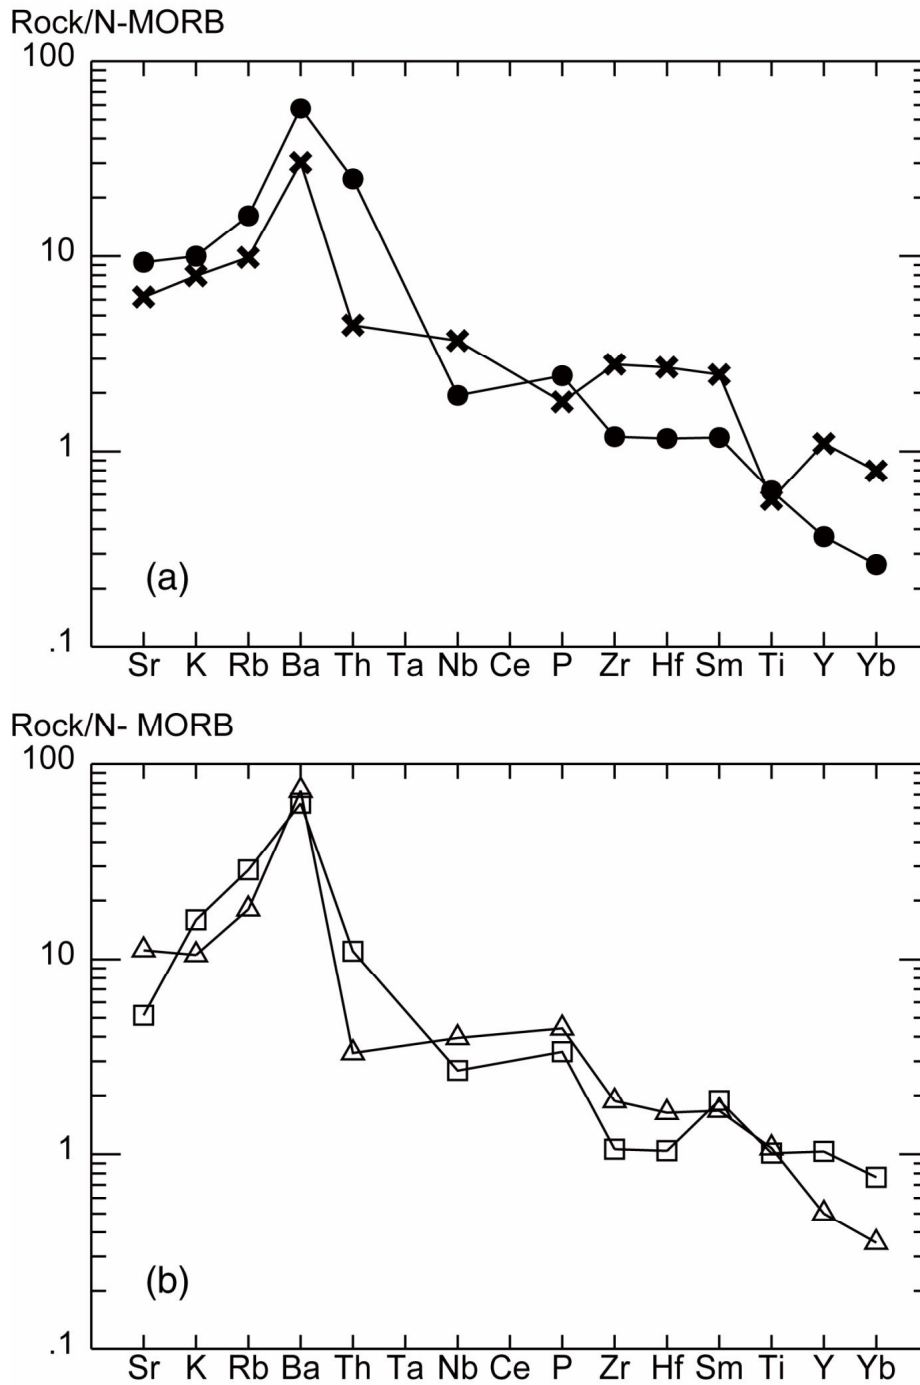 Rock/N-MORB
100
10
1
.1
(a)
Sr K Rb Ba Th Ta Nb Ce P Zr Hf Sm Ti Y Yb
Rock/N- MORB
100
10
1
.1
(b)
Sr K Rb Ba Th Ta Nb Ce P Zr Hf Sm Ti Y Yb